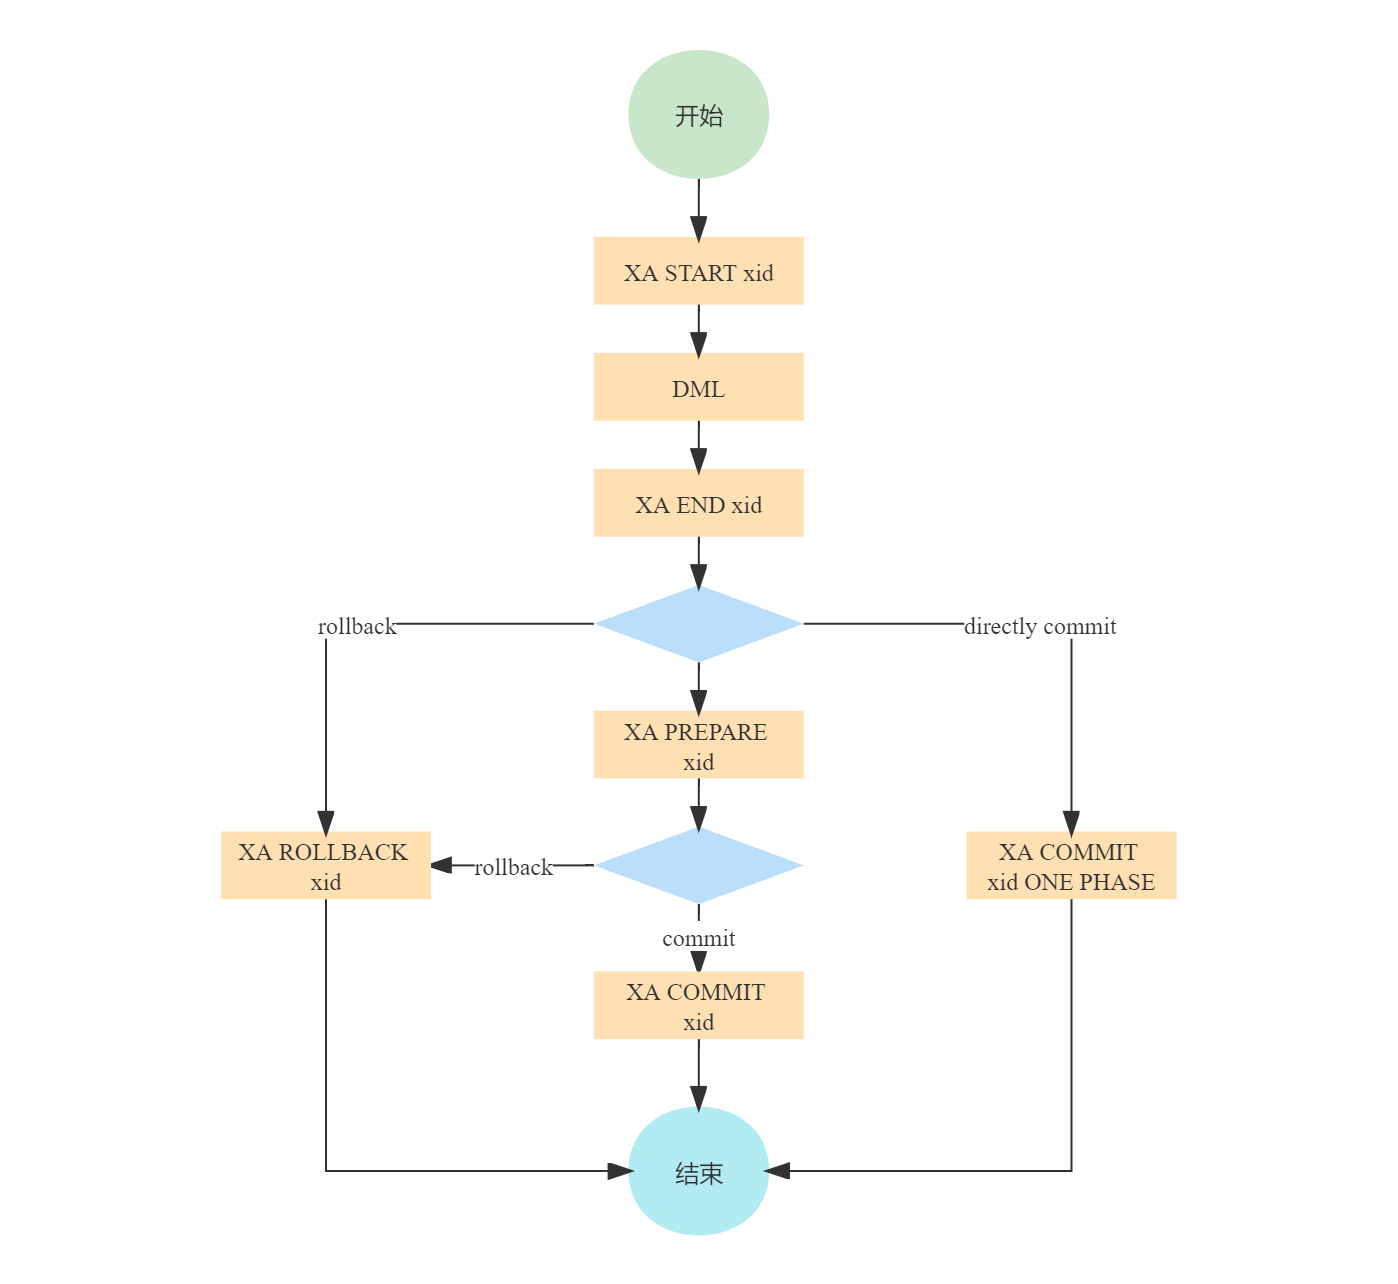 开始
XA START xid
DML
XA END xid
rollback
directly commit
XA PREPARE
xid
XA ROLLBACK
xid
rollback
XA COMMIT
xid ONE PHASE
commit
XA COMMIT
xid
结束